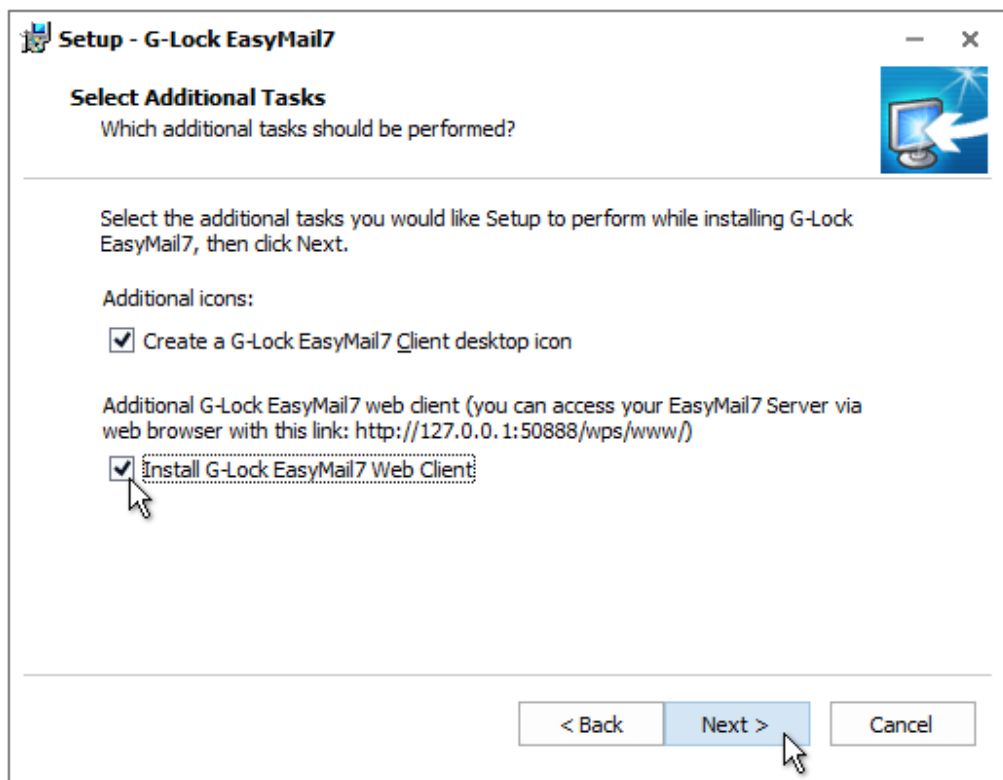 Setup - G-Lock EasyMail7
Select Additional Tasks
Which additional tasks should be performed?
Select the additional tasks you would like Setup to perform while installing G-Lock
EasyMail7, then click Next.
Additional icons:
Create a G-Lock EasyMail7 Client desktop icon
Additional G-Lock EasyMail7 web client (you can access your EasyMail7 Server via
web browser with this link: http://127.0.0.1:50888/wps/www/)
Install G-Lock EasyMail7 Web Client
< Back
Next >
Cancel